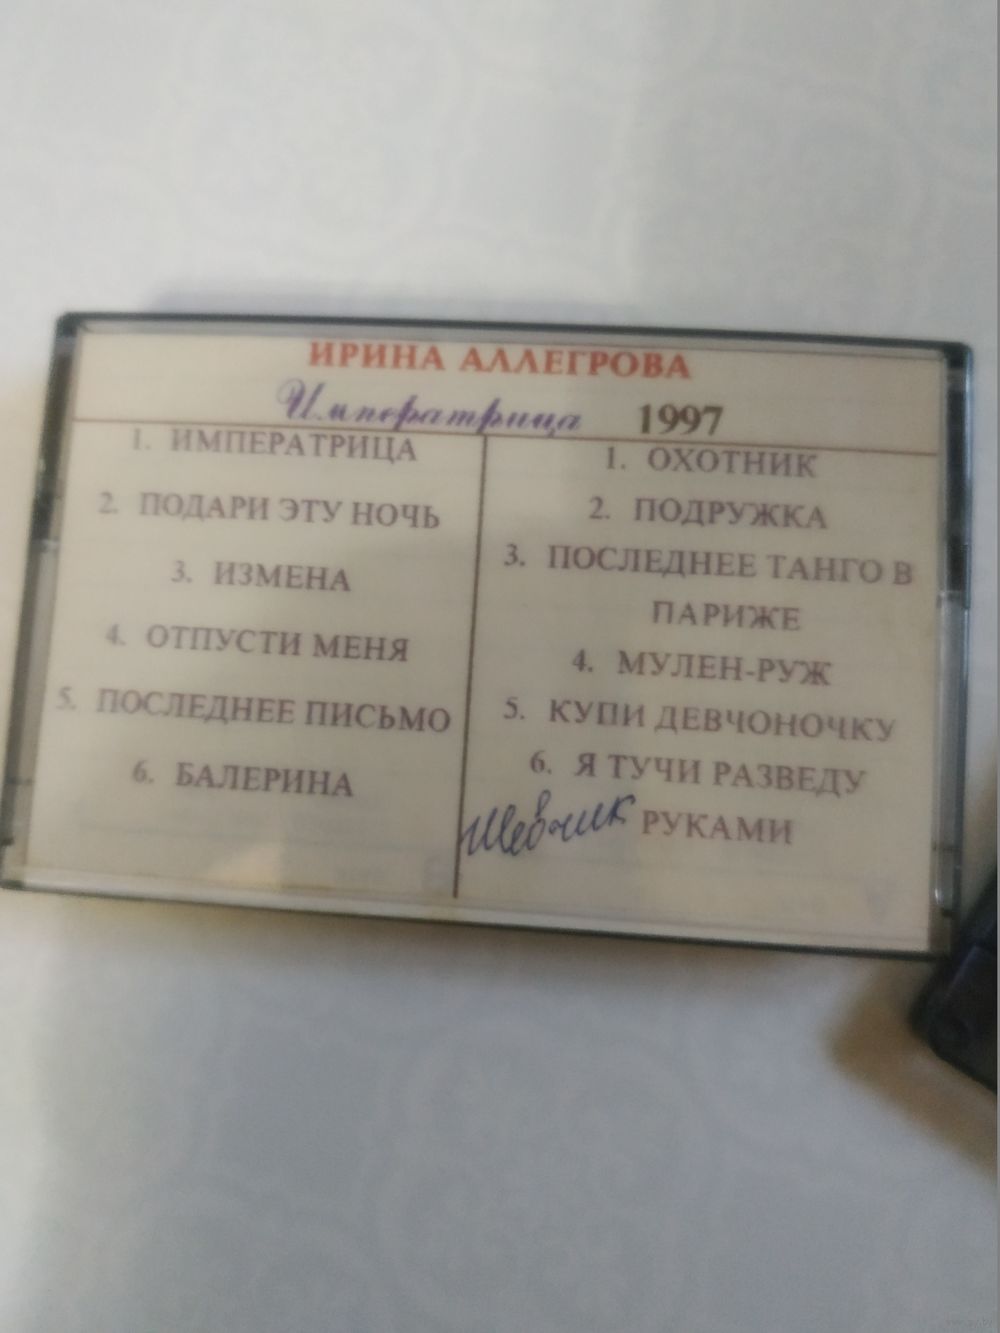 ИРИНА АЛЛЕГРОВА
Императрица 1997
1. ИМПЕРАТРИЦА
2. ПОДАРИ ЭТУ НОЧЬ
3. ИЗМЕНА
4. ОТПУСТИ МЕНЯ
5. ПОСЛЕДНЕЕ ПИСЬМО
6. БАЛЕРИНА
1. ОХОТНИК
2. ПОДРУЖКА
3. ПОСЛЕДНЕЕ ТАНГО В
ПАРИЖЕ
4. МУЛЕН-РУЖ
5. КУПИ ДЕВЧОНОЧКУ
6. Я ТУЧИ РАЗВЕДУ
РУКАМИ